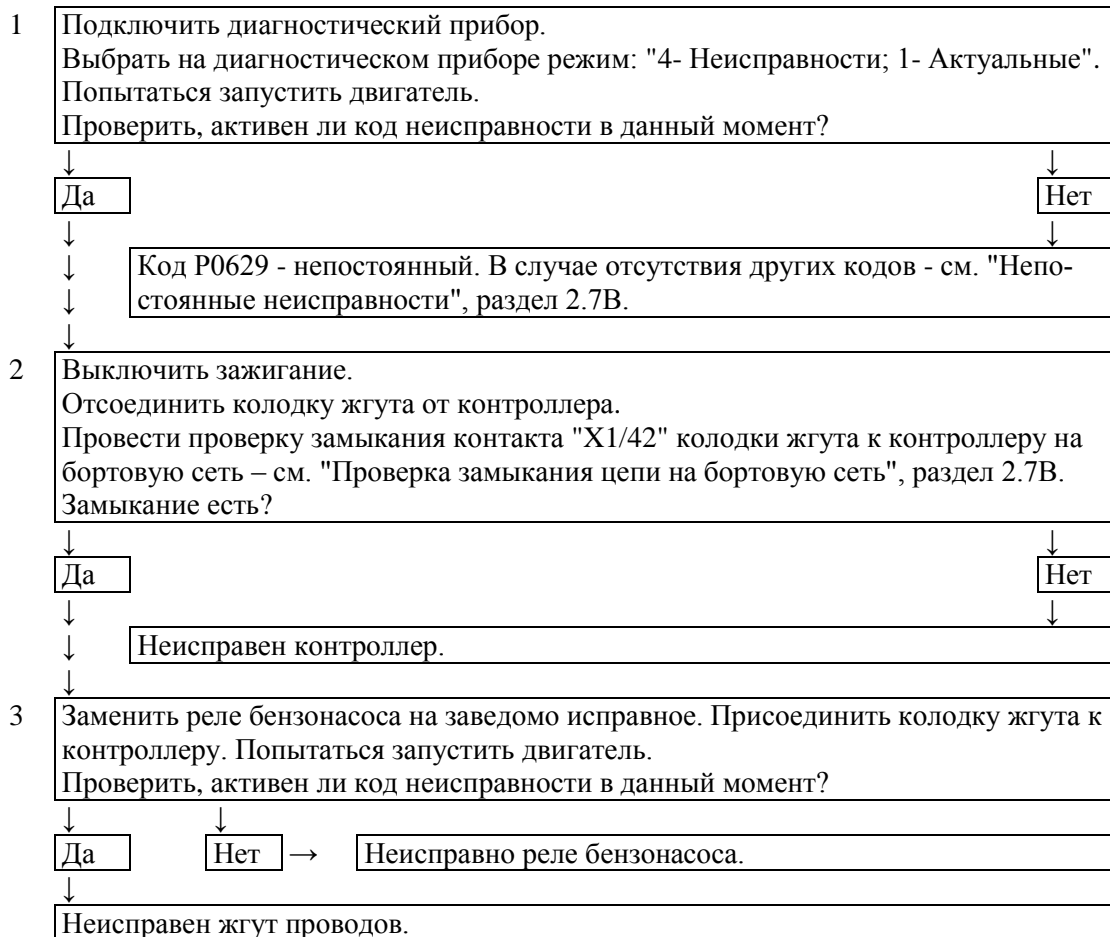 1 Подключить диагностический прибор.
Выбрать на диагностическом приборе режим: "4- Неисправности; 1- Актуальные".
Попытаться запустить двигатель.
Проверить, активен ли код неисправности в данный момент?
↓ ↓
Да Нет
↓ ↓
↓ Код Р0629 - непостоянный. В случае отсутствия других кодов - см. "Непо-
↓ стоянные неисправности", раздел 2.7В.
↓
2 Выключить зажигание.
Отсоединить колодку жгута от контроллера.
Провести проверку замыкания контакта "Х1/42" колодки жгута к контроллеру на
бортовую сеть – см. "Проверка замыкания цепи на бортовую сеть", раздел 2.7В.
Замыкание есть?
↓ ↓
Да Нет
↓ ↓
↓ Неисправен контроллер.
↓
3 Заменить реле бензонасоса на заведомо исправное. Присоединить колодку жгута к
контроллеру. Попытаться запустить двигатель.
Проверить, активен ли код неисправности в данный момент?
↓ ↓
Да Нет → Неисправно реле бензонасоса.
↓
Неисправен жгут проводов.